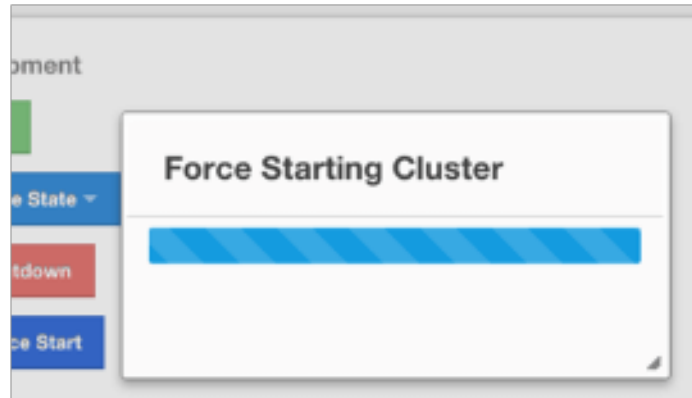 pment
Force Starting Cluster
e State
tdown
ce Start